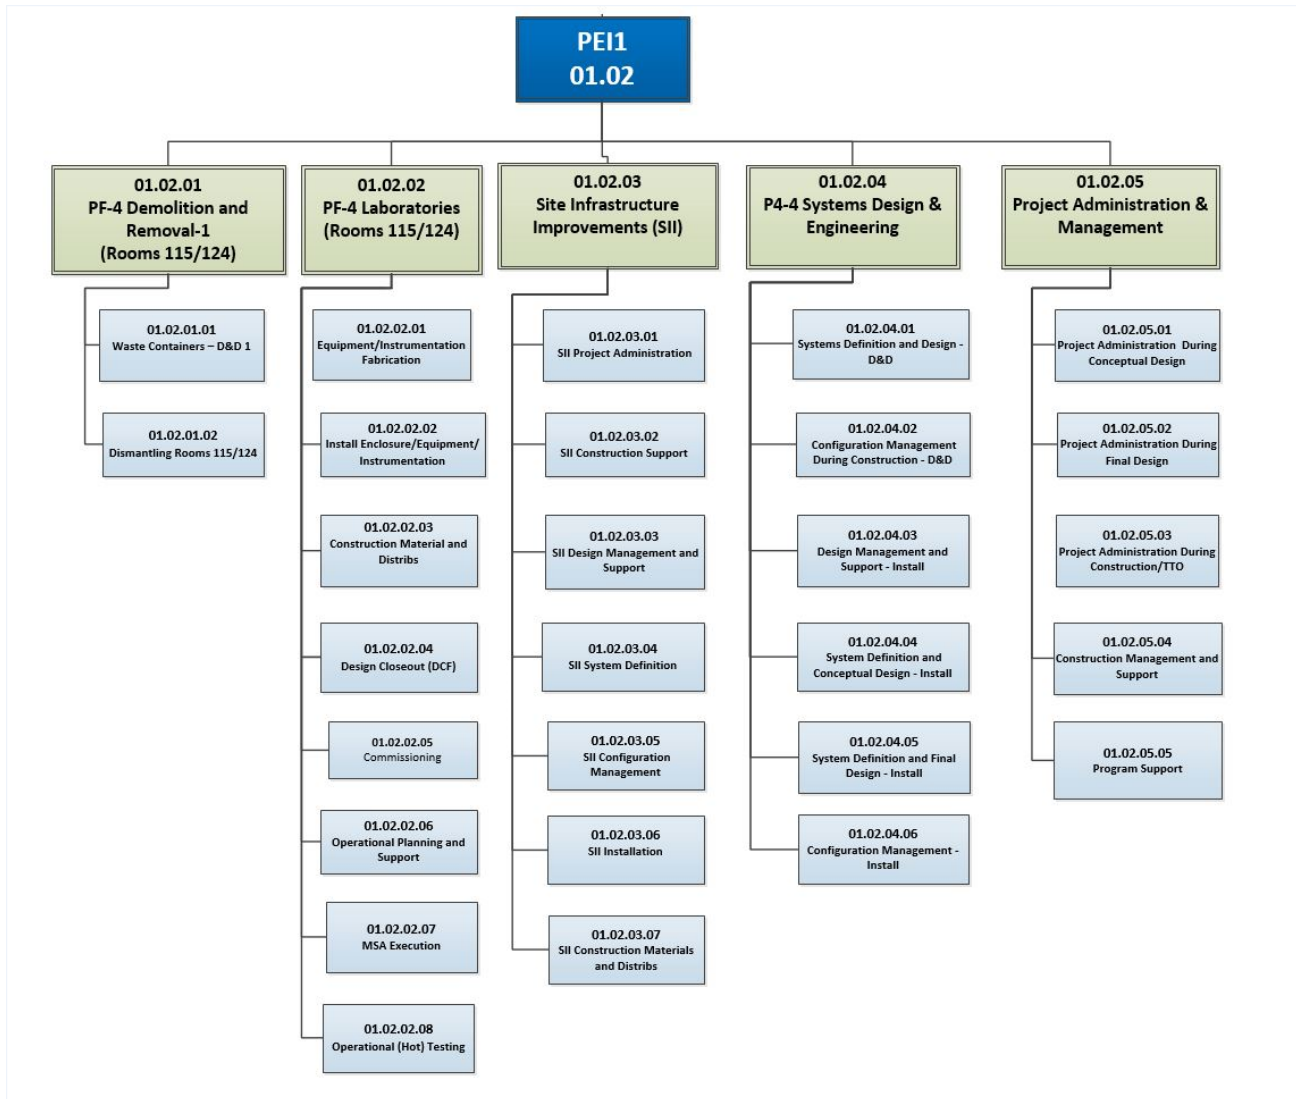 PEI1
01.02
01.02.01
PF-4 Demolition and
Removal-1
(Rooms 115/124)
01.02.01.01
Waste Containers – D&D 1
01.02.01.02
Dismantling Rooms 115/124
01.02.02
PF-4 Laboratories
(Rooms 115/124)
01.02.02.01
Equipment/Instrumentation
Fabrication
01.02.02.02
Install Enclosure/Equipment/
Instrumentation
01.02.02.03
Construction Material and
Distribs
01.02.02.04
Design Closeout (DCF)
01.02.02.05
Commissioning
01.02.02.06
Operational Planning and
Support
01.02.02.07
MSA Execution
01.02.02.08
Operational (Hot) Testing
01.02.03
Site Infrastructure
Improvements (SII)
01.02.03.01
SII Project Administration
01.02.03.02
SII Construction Support
01.02.03.03
SII Design Management and
Support
01.02.03.04
SII System Definition
01.02.03.05
SII Configuration
Management
01.02.03.06
SII Installation
01.02.03.07
SII Construction Materials
and Distribs
01.02.04
P4-4 Systems Design &
Engineering
01.02.04.01
Systems Definition and Design -
D&D
01.02.04.02
Configuration Management
During Construction - D&D
01.02.04.03
Design Management and
Support - Install
01.02.04.04
System Definition and
Conceptual Design - Install
01.02.04.05
System Definition and Final
Design - Install
01.02.04.06
Configuration Management -
Install
01.02.05
Project Administration &
Management
01.02.05.01
Project Administration During
Conceptual Design
01.02.05.02
Project Administration During
Final Design
01.02.05.03
Project Administration During
Construction/TTO
01.02.05.04
Construction Management and
Support
01.02.05.05
Program Support